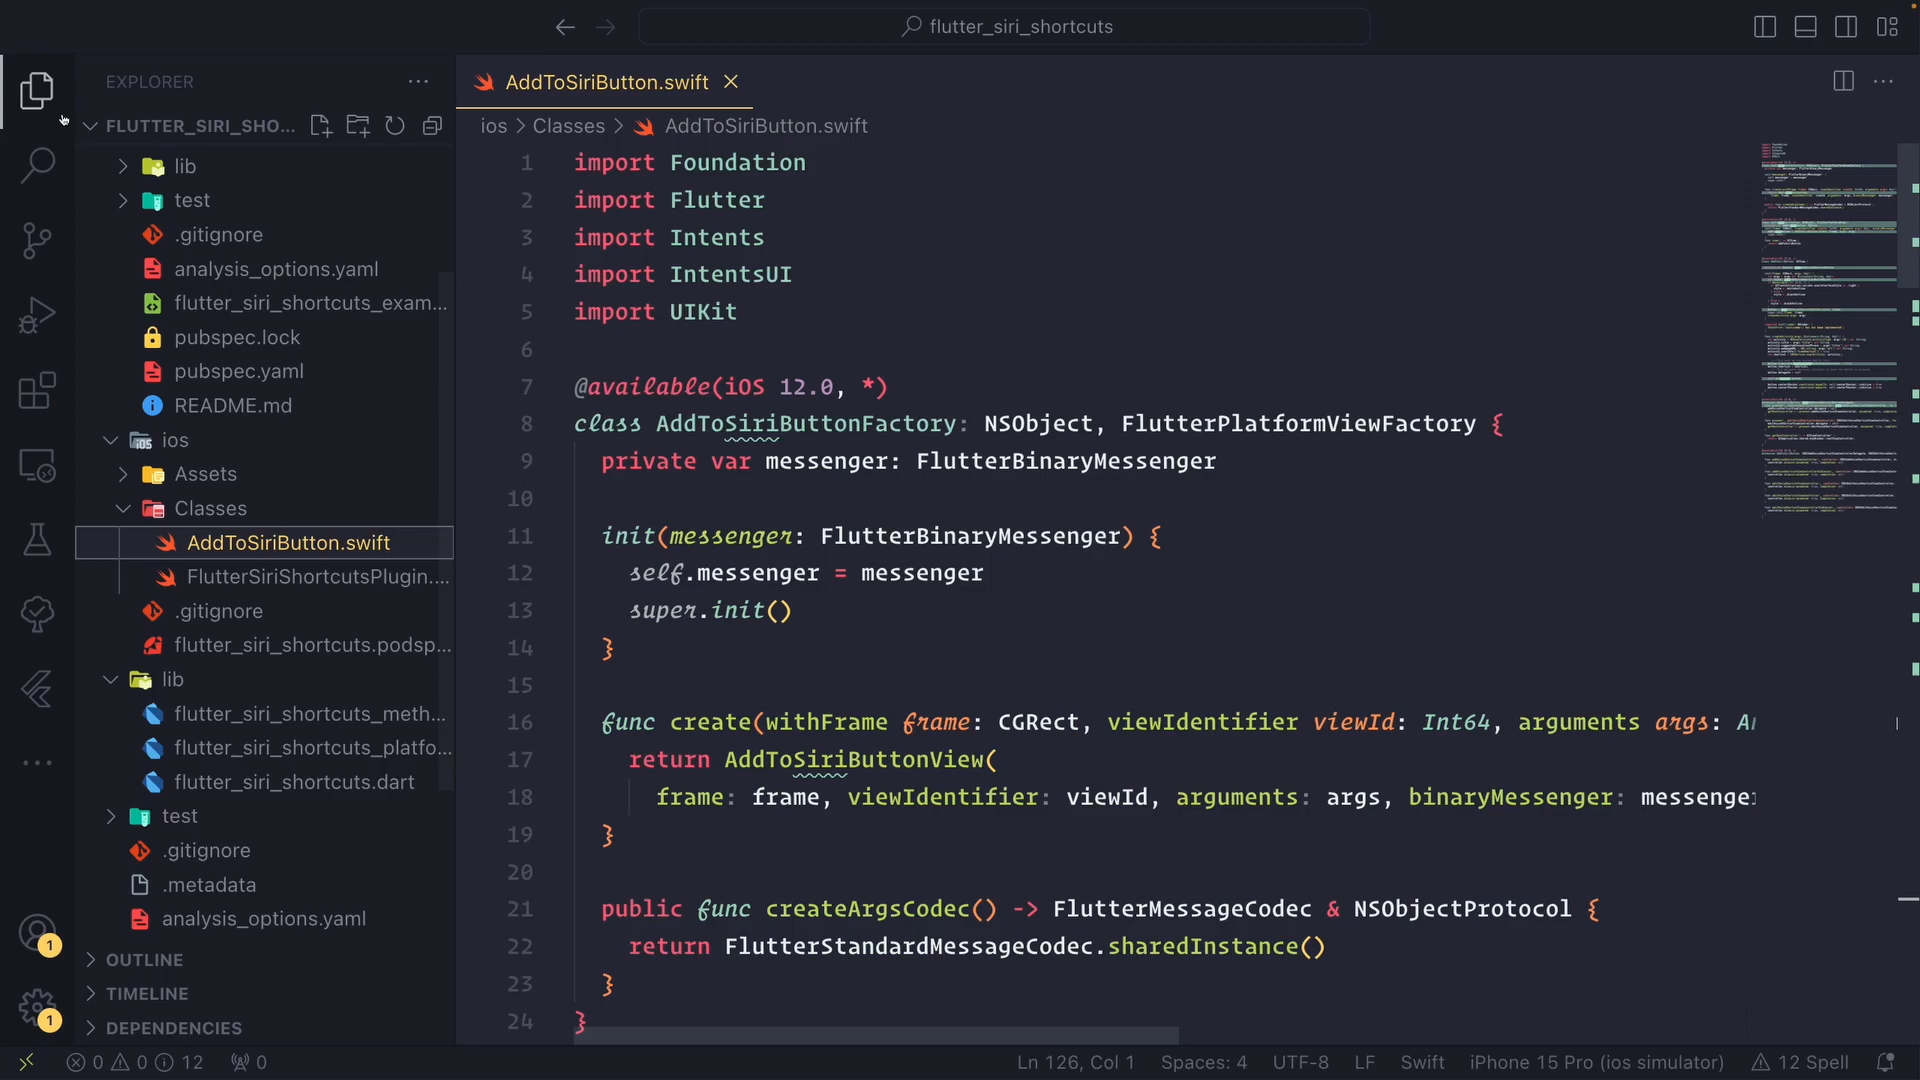 flutter_siri_shortcuts
EXPLORER
FLUTTER_SIRI_SHO...
lib
test
.gitignore
analysis_options.yaml
flutter_siri_shortcuts_exam...
pubspec.lock
pubspec.yaml
README.md
ios
Assets
Classes
AddToSiriButton.swift
FlutterSiriShortcutsPlugin....
.gitignore
flutter_siri_shortcuts.podsp...
lib
flutter_siri_shortcuts_meth...
flutter_siri_shortcuts_platfo...
flutter_siri_shortcuts.dart
test
.gitignore
.metadata
analysis_options.yaml
OUTLINE
TIMELINE
DEPENDENCIES
1
1
AddToSiriButton.swift
ios > Classes > AddToSiriButton.swift
1 import Foundation
2 import Flutter
3 import Intents
4 import IntentsUI
5 import UIKit
6
7 @available(iOS 12.0, *)
8 class AddToSiriButtonFactory: NSObject, FlutterPlatformViewFactory {
9 private var messenger: FlutterBinaryMessenger
10
11 init(messenger: FlutterBinaryMessenger) {
12 self.messenger = messenger
13 super.init()
14 }
15
16 func create(withFrame frame: CGRect, viewIdentifier viewId: Int64, arguments args: An
17 return AddToSiriButtonView(
18 frame: frame, viewIdentifier: viewId, arguments: args, binaryMessenger: messenger
19 }
20
21 public func createArgsCodec() -> FlutterMessageCodec & NSObjectProtocol {
22 return FlutterStandardMessageCodec.sharedInstance()
23 }
24 }
0 0 12 0 Ln 126, Col 1 Spaces: 4 UTF-8 LF Swift iPhone 15 Pro (ios simulator) 12 Spell